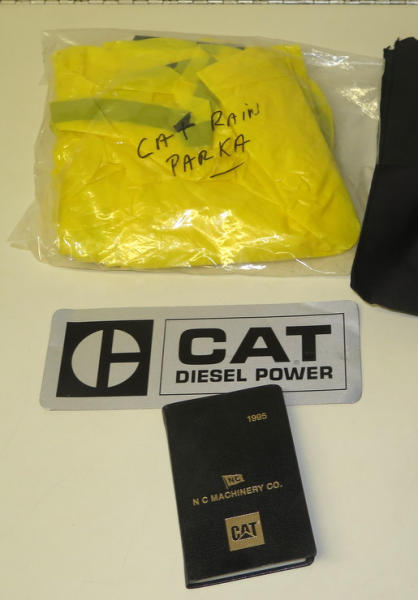 CAT RAIN
PARKA
CAT
DIESEL POWER
1995
NC
N C MACHINERY CO.
CAT